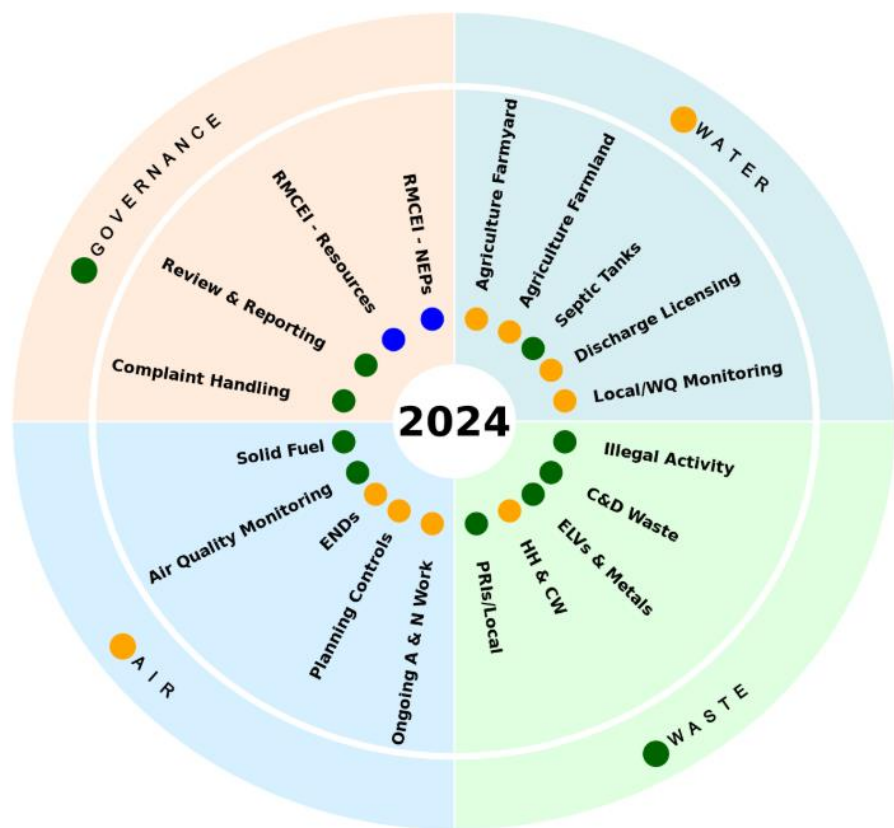 GOVERNANCE
RMCEI - NEPs
RMCEI - Resources
Review & Reporting
Complaint Handling
WATER
Agriculture Farmyard
Agriculture Farmland
Septic Tanks
Discharge Licensing
Local/WQ Monitoring
2024
Solid Fuel
Air Quality Monitoring
ENDs
Planning Controls
Ongoing A & N Work
AIR
Illegal Activity
C&D Waste
ELVs & Metals
HH & CW
PRIs/Local
WASTE